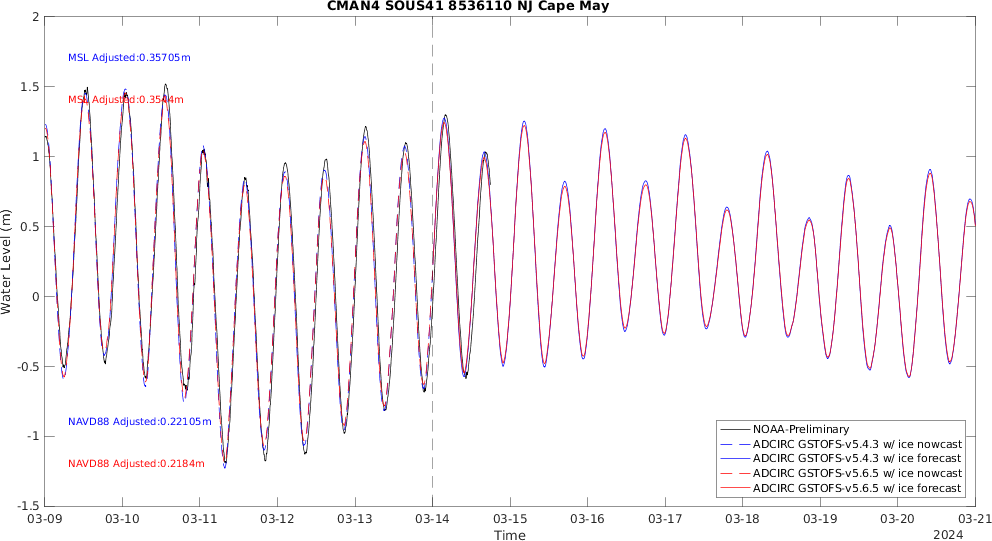 CMAN4 SOUS41 8536110 NJ Cape May
2
1.5
1
0.5
0
-0.5
-1
-1.5
Water Level (m)
MSL Adjusted:0.35705m
MSL Adjusted:0.3544m
NAVD88 Adjusted:0.22105m
NAVD88 Adjusted:0.2184m
NOAA-Preliminary
ADCIRC GSTOFS-v5.4.3 w/ ice nowcast
ADCIRC GSTOFS-v5.4.3 w/ ice forecast
ADCIRC GSTOFS-v5.6.5 w/ ice nowcast
ADCIRC GSTOFS-v5.6.5 w/ ice forecast
03-09 03-10 03-11 03-12 03-13 03-14 03-15 03-16 03-17 03-18 03-19 03-20 03-21
Time
2024